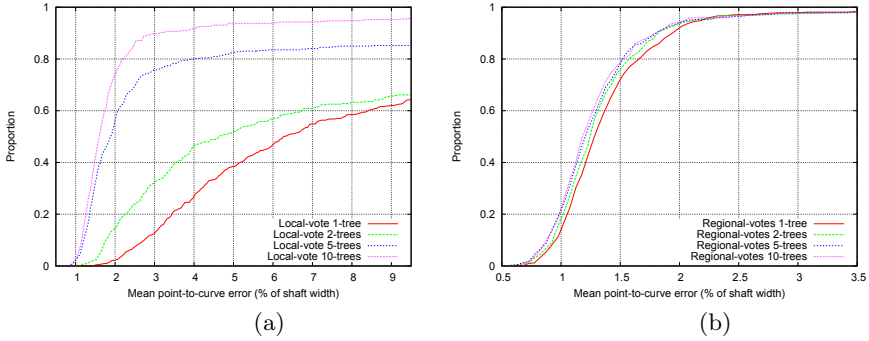 1
0.8
0.6
0.4
0.2
0
Proportion
1 2 3 4 5 6 7 8 9
Mean point-to-curve error (% of shaft width)
Local-vote 1-tree
Local-vote 2-trees
Local-vote 5-trees
Local-vote 10-trees
(a)
1
0.8
0.6
0.4
0.2
0
Proportion
0.5 1 1.5 2 2.5 3 3.5
Mean point-to-curve error (% of shaft width)
Regional-votes 1-tree
Regional-votes 2-trees
Regional-votes 5-trees
Regional-votes 10-trees
(b)